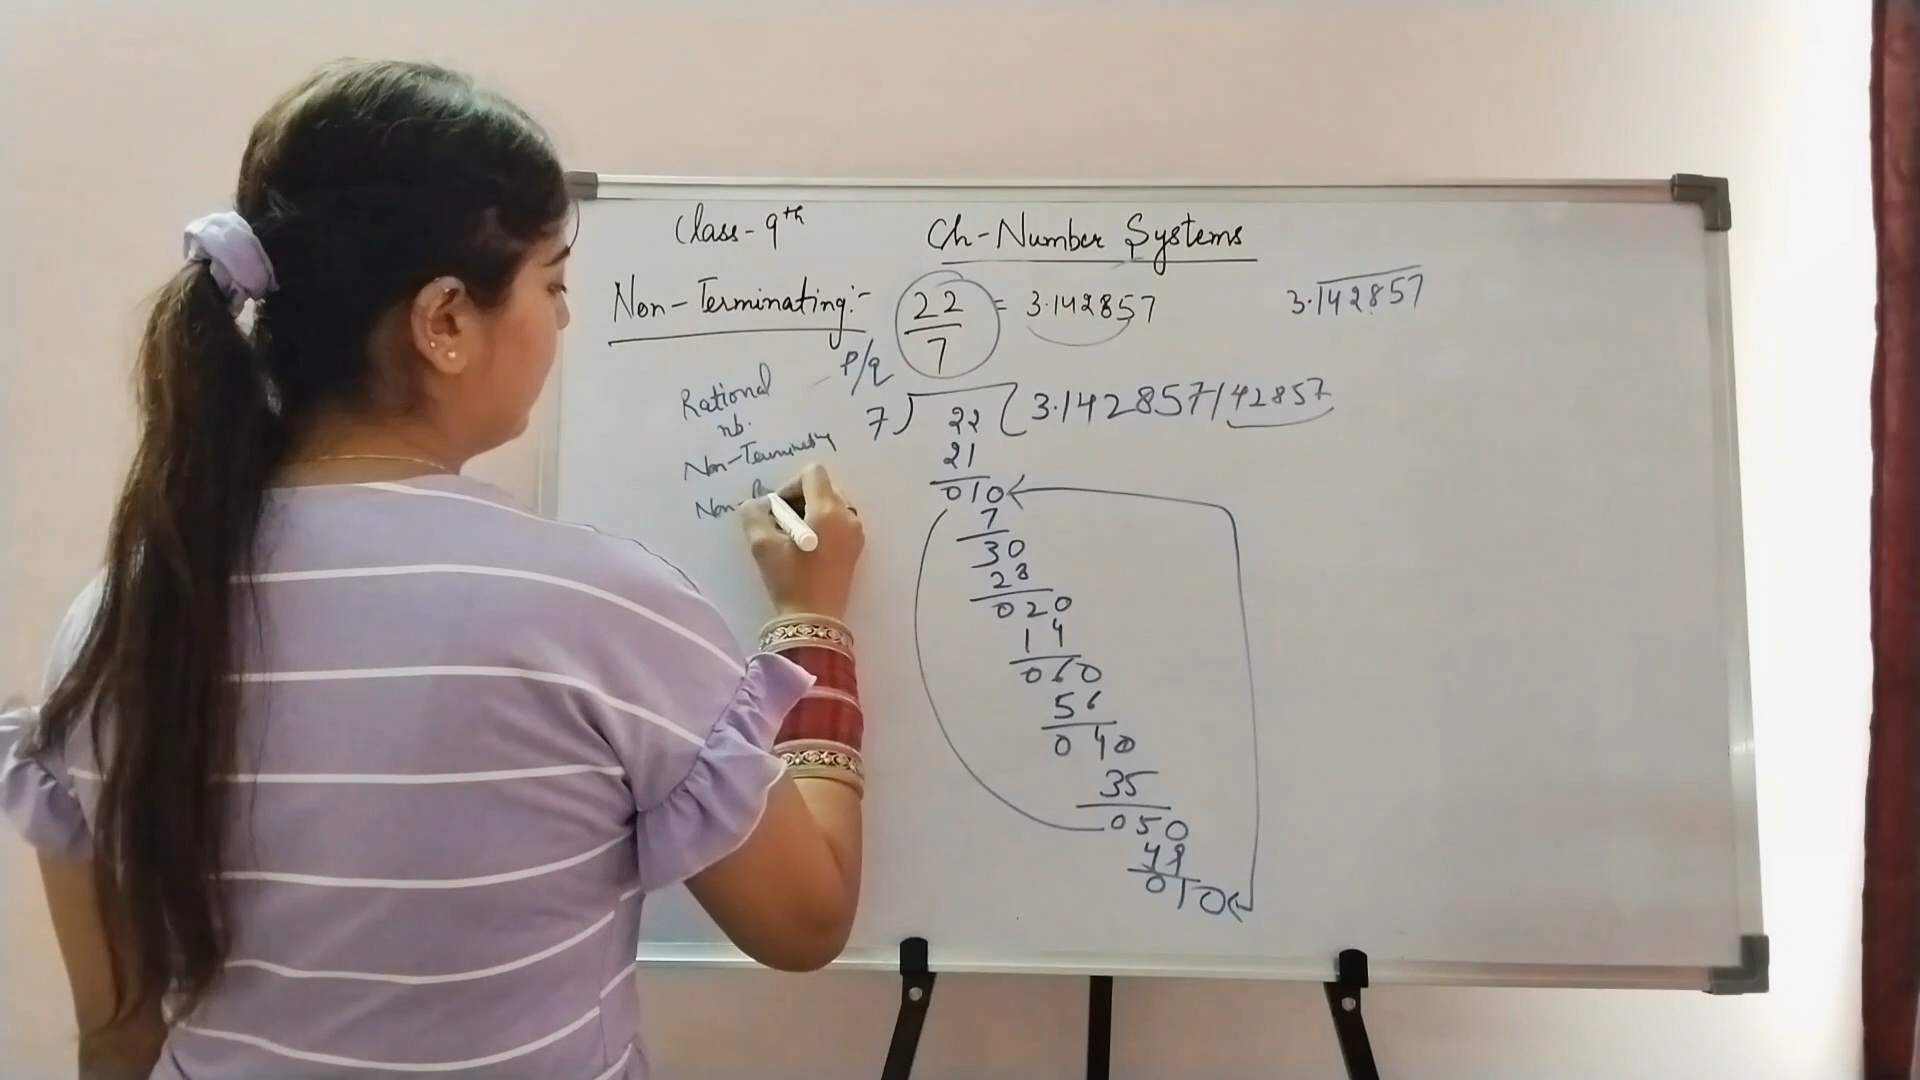 Class-9th
Ch-Number Systems
Non-Terminating:-
22/7 = 3.142857
3.142857
p/q
Rational
nb.
Non-Terminating
Non-
7) 22 (3.142857142857
21
010
7
30
28
020
14
060
56
040
35
050
49
010